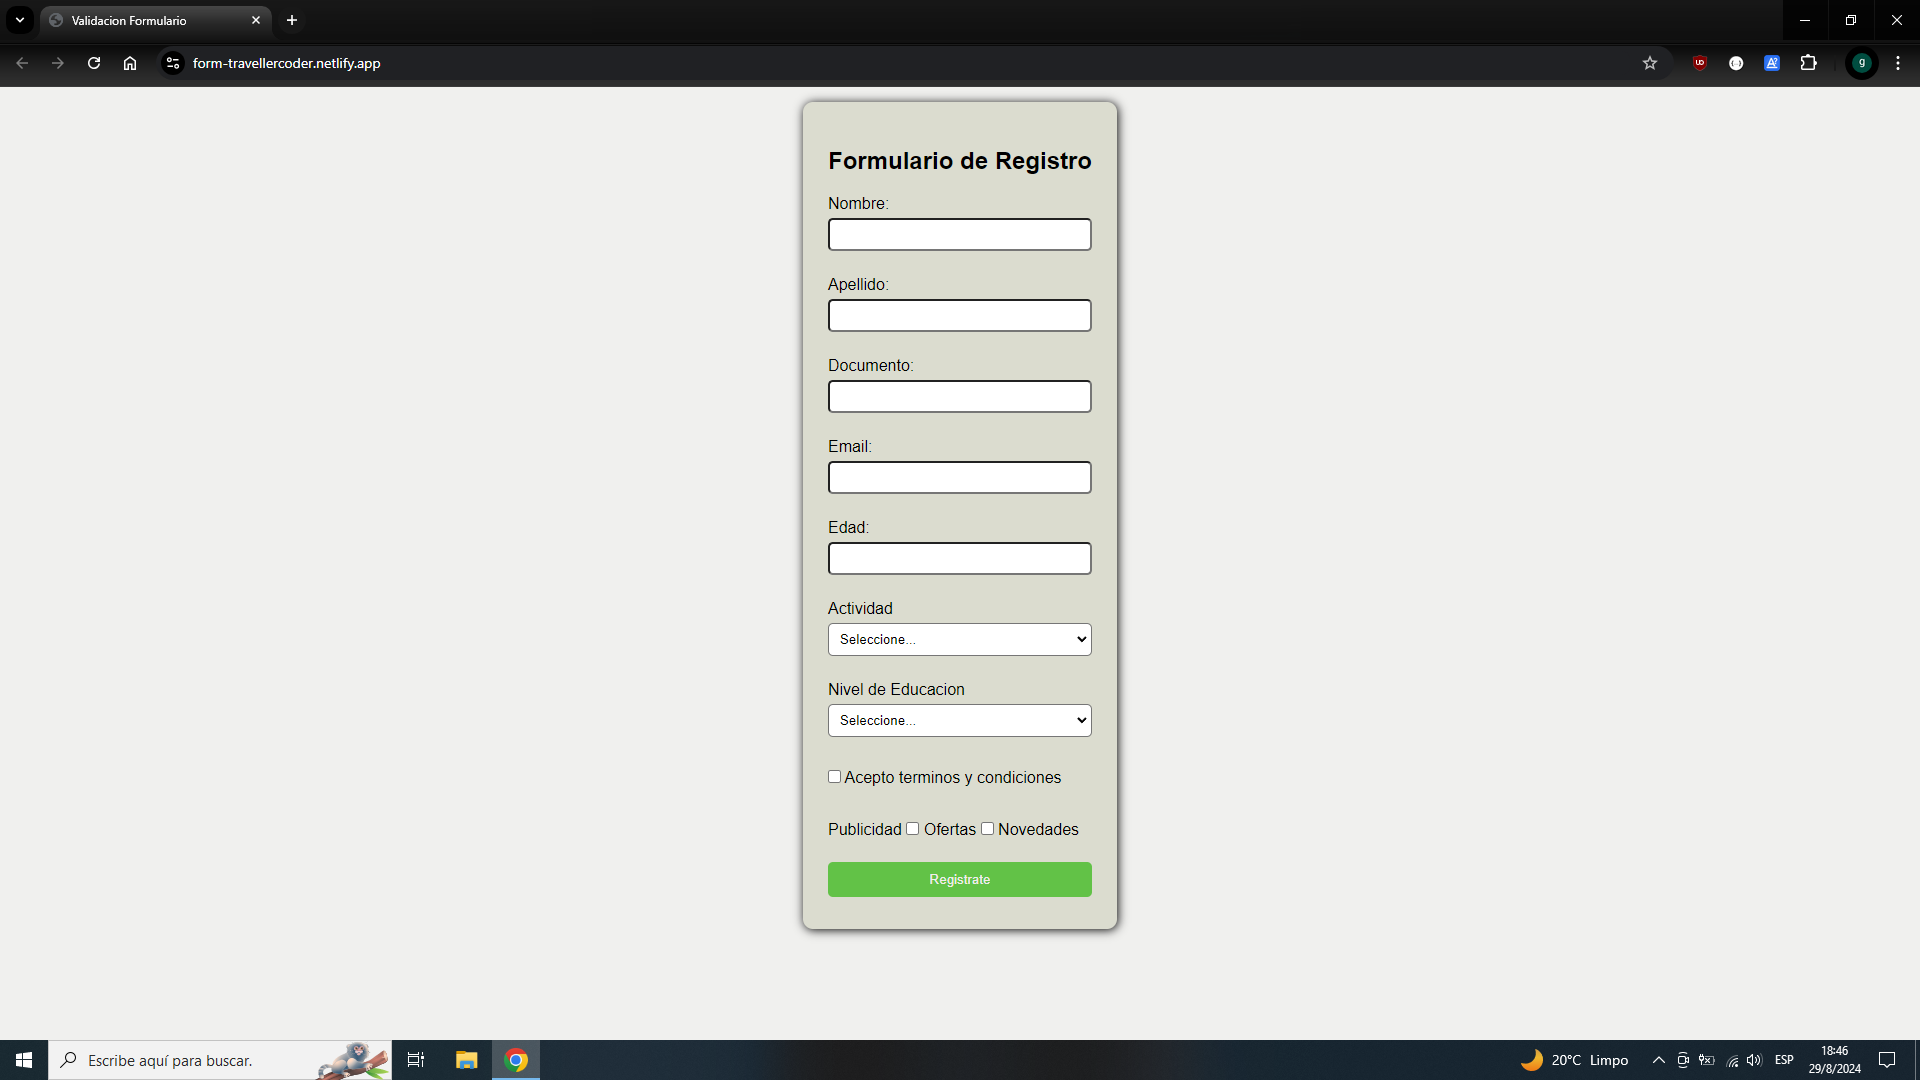 Validacion Formulario
form-travellercoder.netlify.app
g
Formulario de Registro
Nombre:
Apellido:
Documento:
Email:
Edad:
Actividad
Seleccione...
Nivel de Educacion
Seleccione...
Acepto terminos y condiciones
Publicidad Ofertas Novedades
Registrate
Escribe aquí para buscar.
20°C Limpo
ESP
18:46
29/8/2024